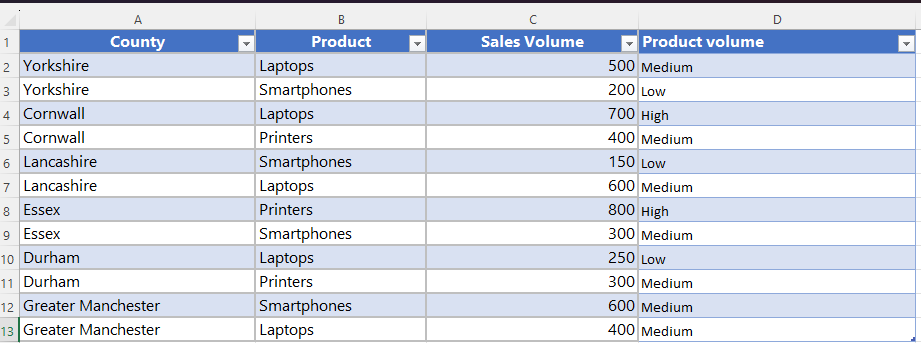 A B C D
1 County Product Sales Volume Product volume
2 Yorkshire Laptops 500 Medium
3 Yorkshire Smartphones 200 Low
4 Cornwall Laptops 700 High
5 Cornwall Printers 400 Medium
6 Lancashire Smartphones 150 Low
7 Lancashire Laptops 600 Medium
8 Essex Printers 800 High
9 Essex Smartphones 300 Medium
10 Durham Laptops 250 Low
11 Durham Printers 300 Medium
12 Greater Manchester Smartphones 600 Medium
13 Greater Manchester Laptops 400 Medium